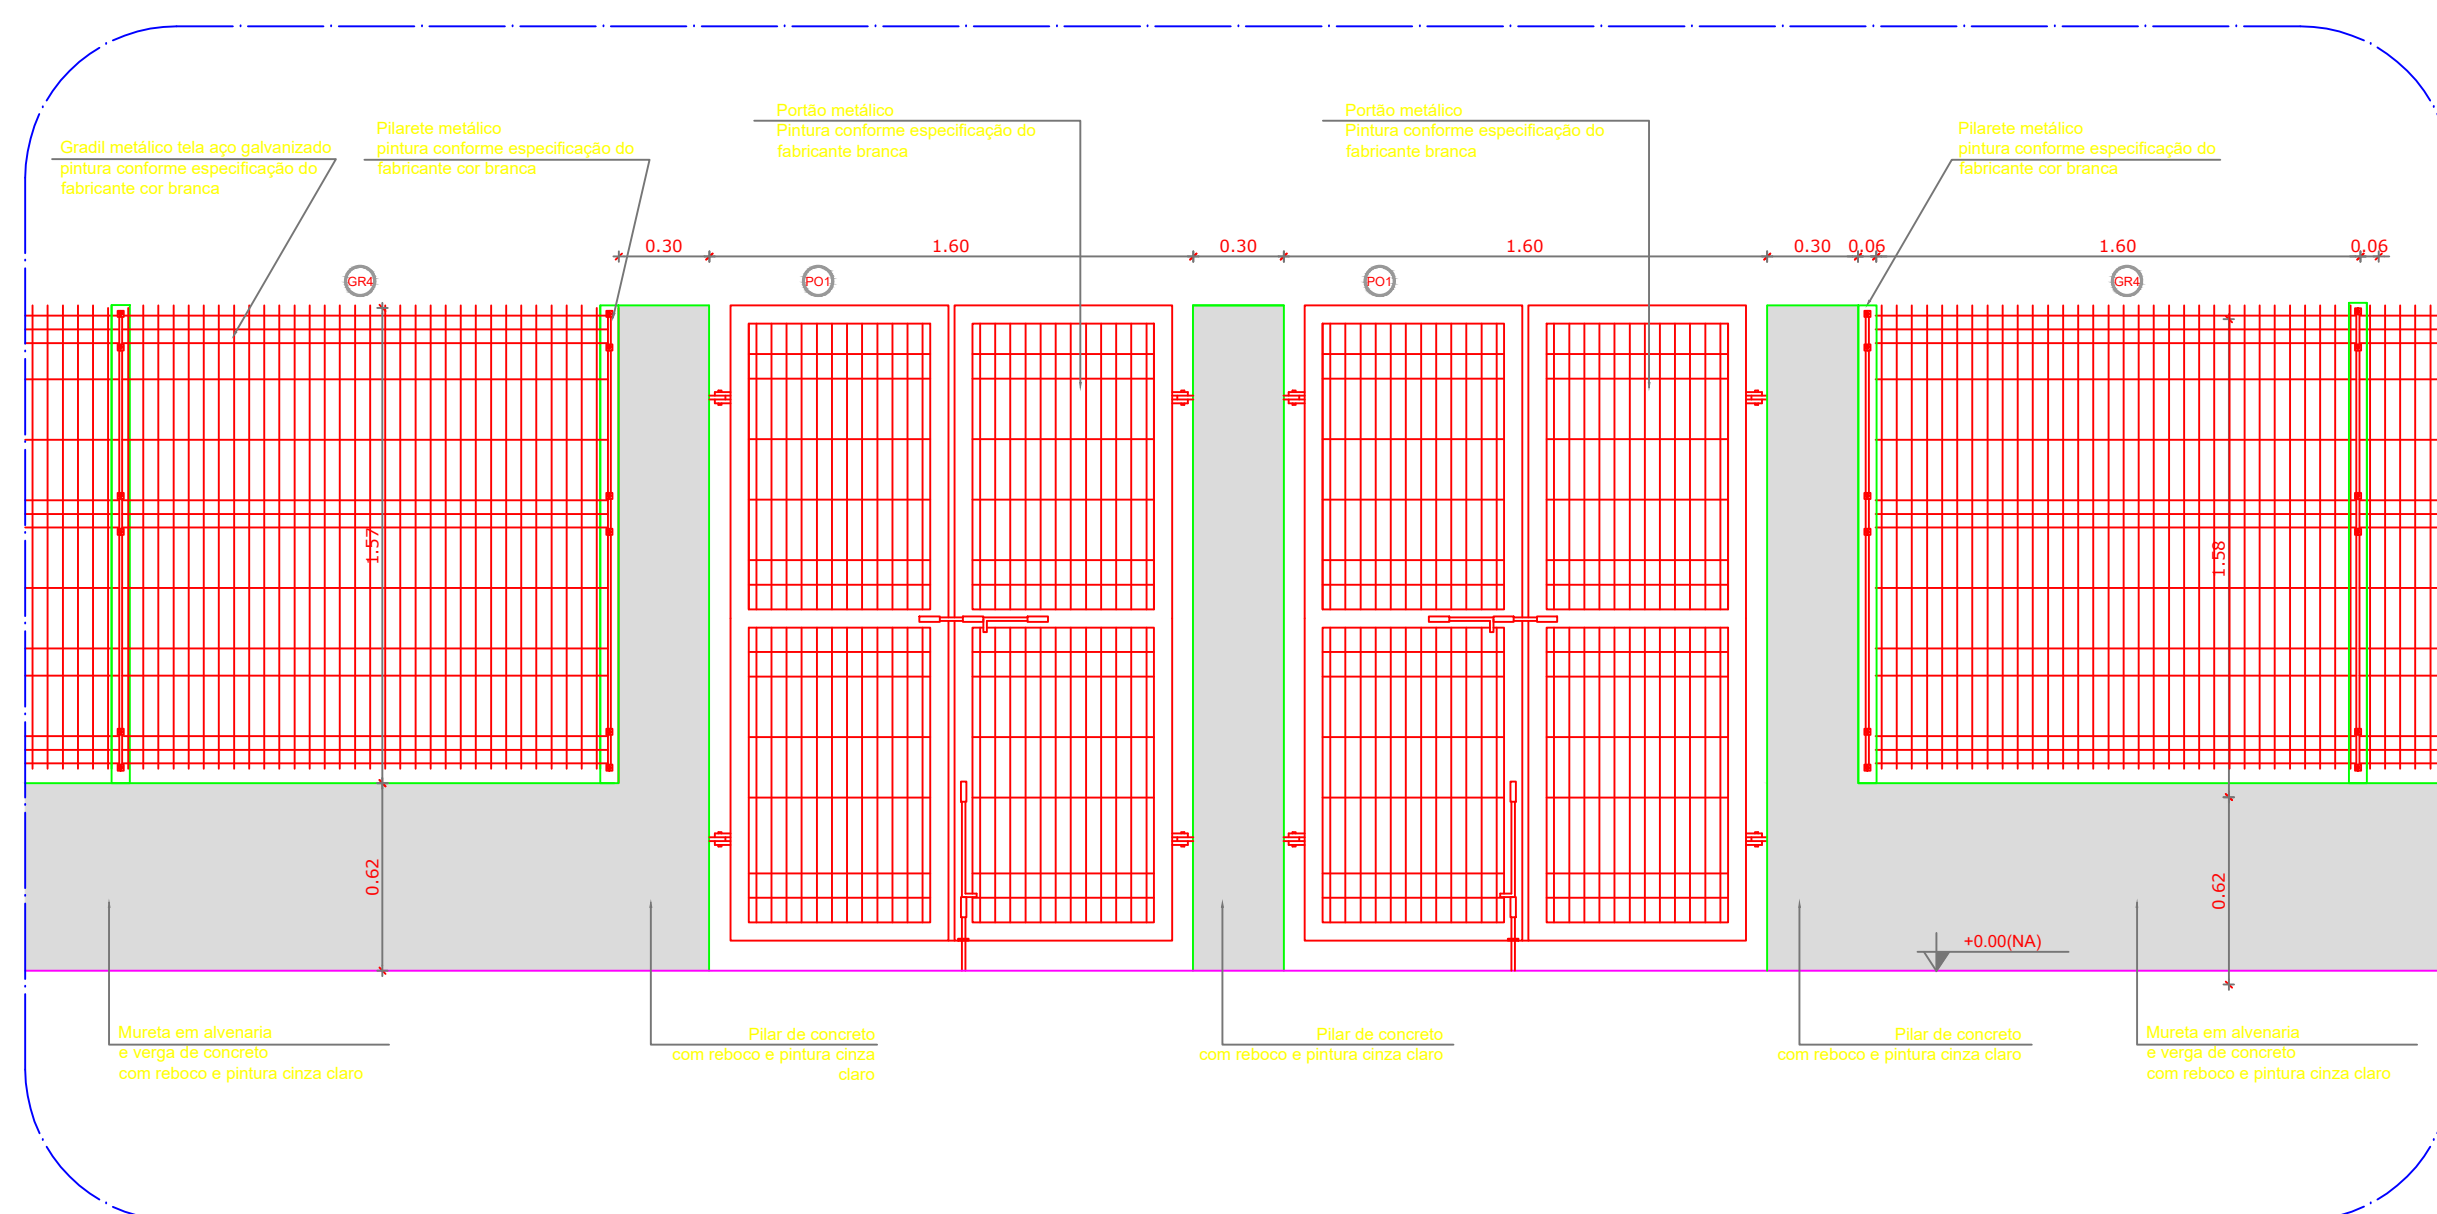 Gradil metálico tela aço galvanizado
pintura conforme especificação do
fabricante cor branca
Pilarete metálico
pintura conforme especificação do
fabricante cor branca
Portão metálico
Pintura conforme especificação do
fabricante branca
Portão metálico
Pintura conforme especificação do
fabricante branca
Pilarete metálico
pintura conforme especificação do
fabricante cor branca
0.30
1.60
0.30
1.60
0.30
0.06
1.60
0.06
GR4
PO1
PO1
GR4
1.57
1.58
0.62
0.62
+0.00(NA)
Mureta em alvenaria
e verga de concreto
com reboco e pintura cinza claro
Pilar de concreto
com reboco e pintura cinza
claro
Pilar de concreto
com reboco e pintura cinza claro
Pilar de concreto
com reboco e pintura cinza claro
Mureta em alvenaria
e verga de concreto
com reboco e pintura cinza claro